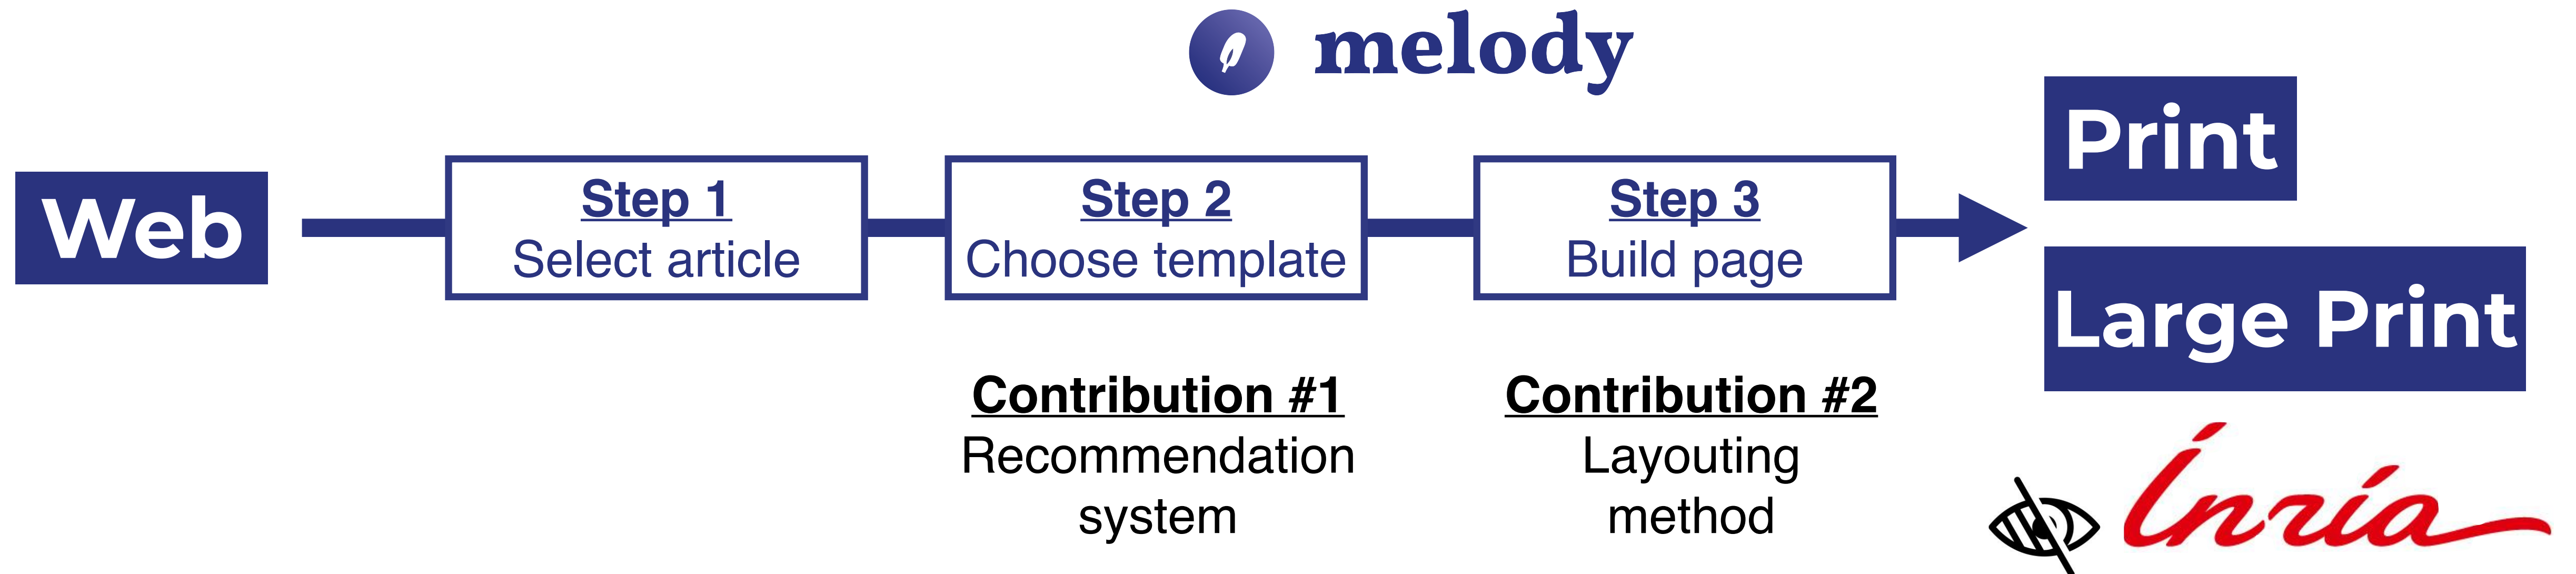 melody
Web
Step 1
Select article
Step 2
Choose template
Step 3
Build page
Print
Large Print
Contribution #1
Recommendation
system
Contribution #2
Layouting
method
Inría